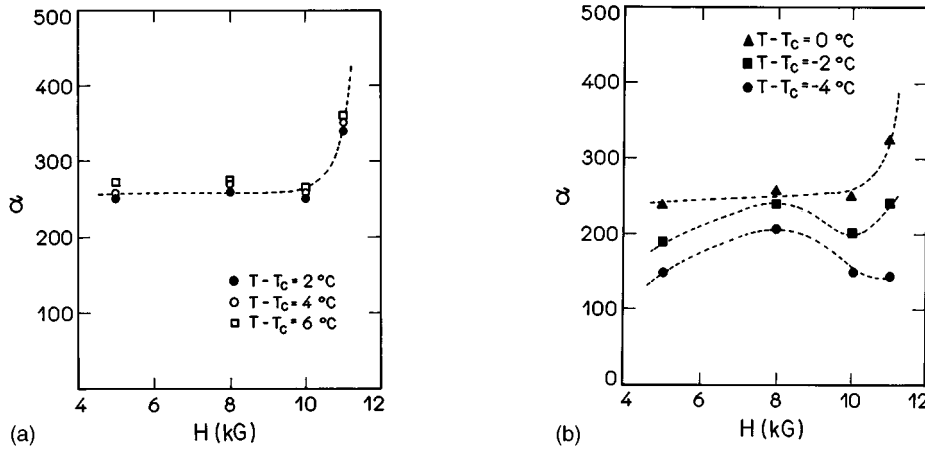 500
400
300
α
200
100
● T-Tc = 2 °C
○ T-Tc = 4 °C
□ T-Tc = 6 °C
4 6 8 10 12
H (kG)
(a)
500
400
300
α
200
100
0
▲ T-Tc = 0 °C
■ T-Tc = -2 °C
● T-Tc = -4 °C
4 6 8 10 12
H (kG)
(b)